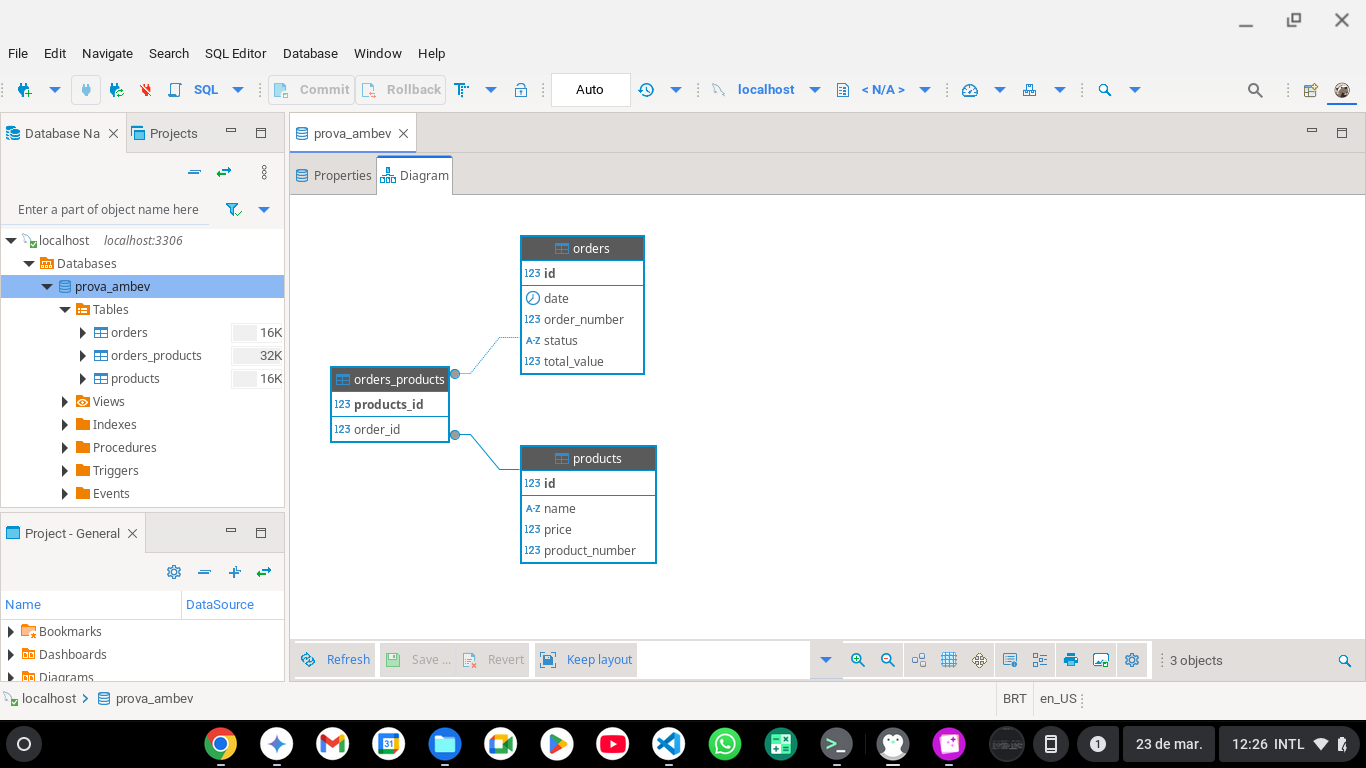 File Edit Navigate Search SQL Editor Database Window Help
SQL Commit Rollback Auto localhost < N/A >
Database Na Projects
Enter a part of object name here
localhost localhost:3306
Databases
prova_ambev
Tables
orders 16K
orders_products 32K
products 16K
Views
Indexes
Procedures
Triggers
Events
Project - General
Name DataSource
Bookmarks
Dashboards
Diagrams
prova_ambev
Properties Diagram
orders
123 id
date
123 order_number
A-Z status
123 total_value
orders_products
123 products_id
123 order_id
products
123 id
A-Z name
123 price
123 product_number
Refresh Save ... Revert Keep layout 3 objects
localhost prova_ambev BRT en_US
31 1 23 de mar. 12:26 INTL